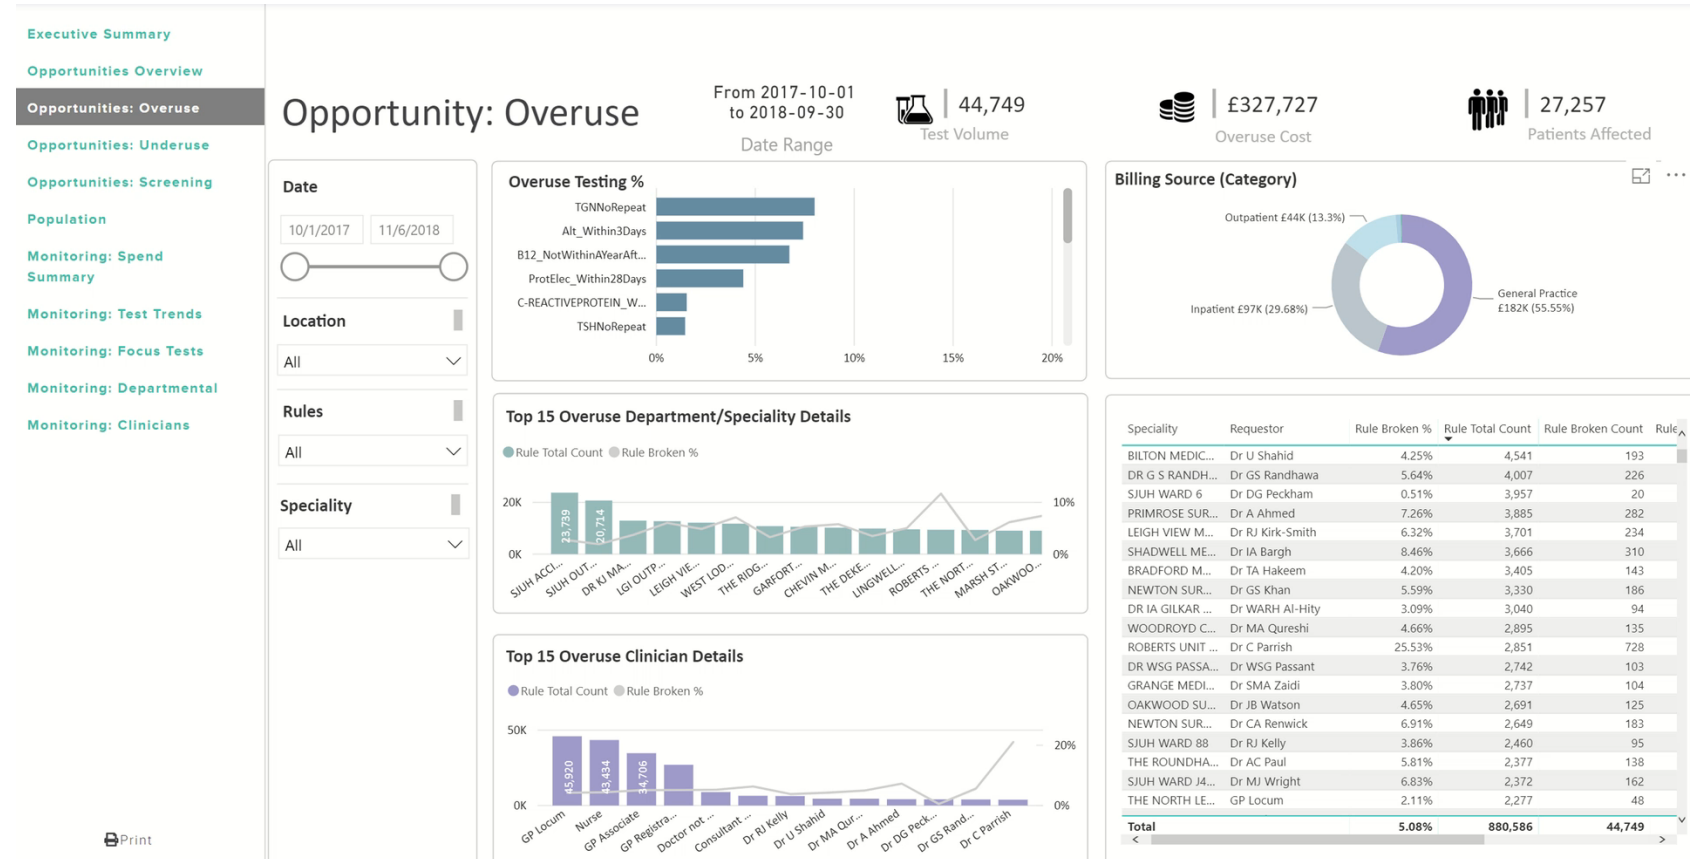 Executive Summary
Opportunities Overview
Opportunities: Overuse
Opportunities: Underuse
Opportunities: Screening
Population
Monitoring: Spend
Summary
Monitoring: Test Trends
Monitoring: Focus Tests
Monitoring: Departmental
Monitoring: Clinicians
Print
Opportunity: Overuse
From 2017-10-01
to 2018-09-30
Date Range
44,749
Test Volume
£327,727
Overuse Cost
27,257
Patients Affected
Date
10/1/2017 11/6/2018
Location
All
Rules
All
Speciality
All
Overuse Testing %
TGNNoRepeat
Alt_Within3Days
B12_NotWithinAYearAft...
ProtElec_Within28Days
C-REACTIVEPROTEIN_W...
TSHNoRepeat
0% 5% 10% 15% 20%
Billing Source (Category)
Outpatient £44K (13.3%)
General Practice
£182K (55.55%)
Inpatient £97K (29.68%)
Top 15 Overuse Department/Speciality Details
Rule Total Count Rule Broken %
20K 10%
0K 0%
23,739 20,714
SJUH ACCI... SJUH OUT... DR KJ MA... LGI OUTP... LEIGH VIE... WEST LOD... THE RIDG... GARFORT... CHEVIN M... THE DEKE... LINGWELL... ROBERTS ... THE NORT... MARSH ST... OAKWOO...
Top 15 Overuse Clinician Details
Rule Total Count Rule Broken %
50K 20%
0K 0%
45,920 43,434 34,706
GP Locum Nurse GP Associate GP Registra... Doctor not ... Consultant ... Dr RJ Kelly Dr U Shahid Dr MA Qur... Dr A Ahmed Dr DG Peck... Dr GS Rand... Dr C Parrish
Speciality Requestor Rule Broken % Rule Total Count Rule Broken Count Rule
BILTON MEDIC... Dr U Shahid 4.25% 4,541 193
DR G S RANDH... Dr GS Randhawa 5.64% 4,007 226
SJUH WARD 6 Dr DG Peckham 0.51% 3,957 20
PRIMROSE SUR... Dr A Ahmed 7.26% 3,885 282
LEIGH VIEW M... Dr RJ Kirk-Smith 6.32% 3,701 234
SHADWELL ME... Dr IA Bargh 8.46% 3,666 310
BRADFORD M... Dr TA Hakeem 4.20% 3,405 143
NEWTON SUR... Dr GS Khan 5.59% 3,330 186
DR IA GILKAR ... Dr WARH Al-Hity 3.09% 3,040 94
WOODROYD C... Dr MA Qureshi 4.66% 2,895 135
ROBERTS UNIT ... Dr C Parrish 25.53% 2,851 728
DR WSG PASSA... Dr WSG Passant 3.76% 2,742 103
GRANGE MEDI... Dr SMA Zaidi 3.80% 2,737 104
OAKWOOD SU... Dr JB Watson 4.65% 2,691 125
NEWTON SUR... Dr CA Renwick 6.91% 2,649 183
SJUH WARD 88 Dr RJ Kelly 3.86% 2,460 95
THE ROUNDHA... Dr AC Paul 5.81% 2,377 138
SJUH WARD J4... Dr MJ Wright 6.83% 2,372 162
THE NORTH LE... GP Locum 2.11% 2,277 48
Total 5.08% 880,586 44,749